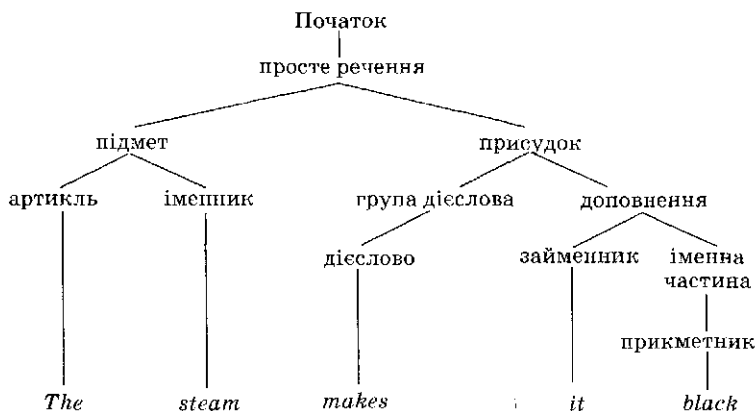 Початок
просте речення
підмет присудок
артикль іменник група дієслова доповнення
дієслово займенник іменна
частина
прикметник
The steam makes it black